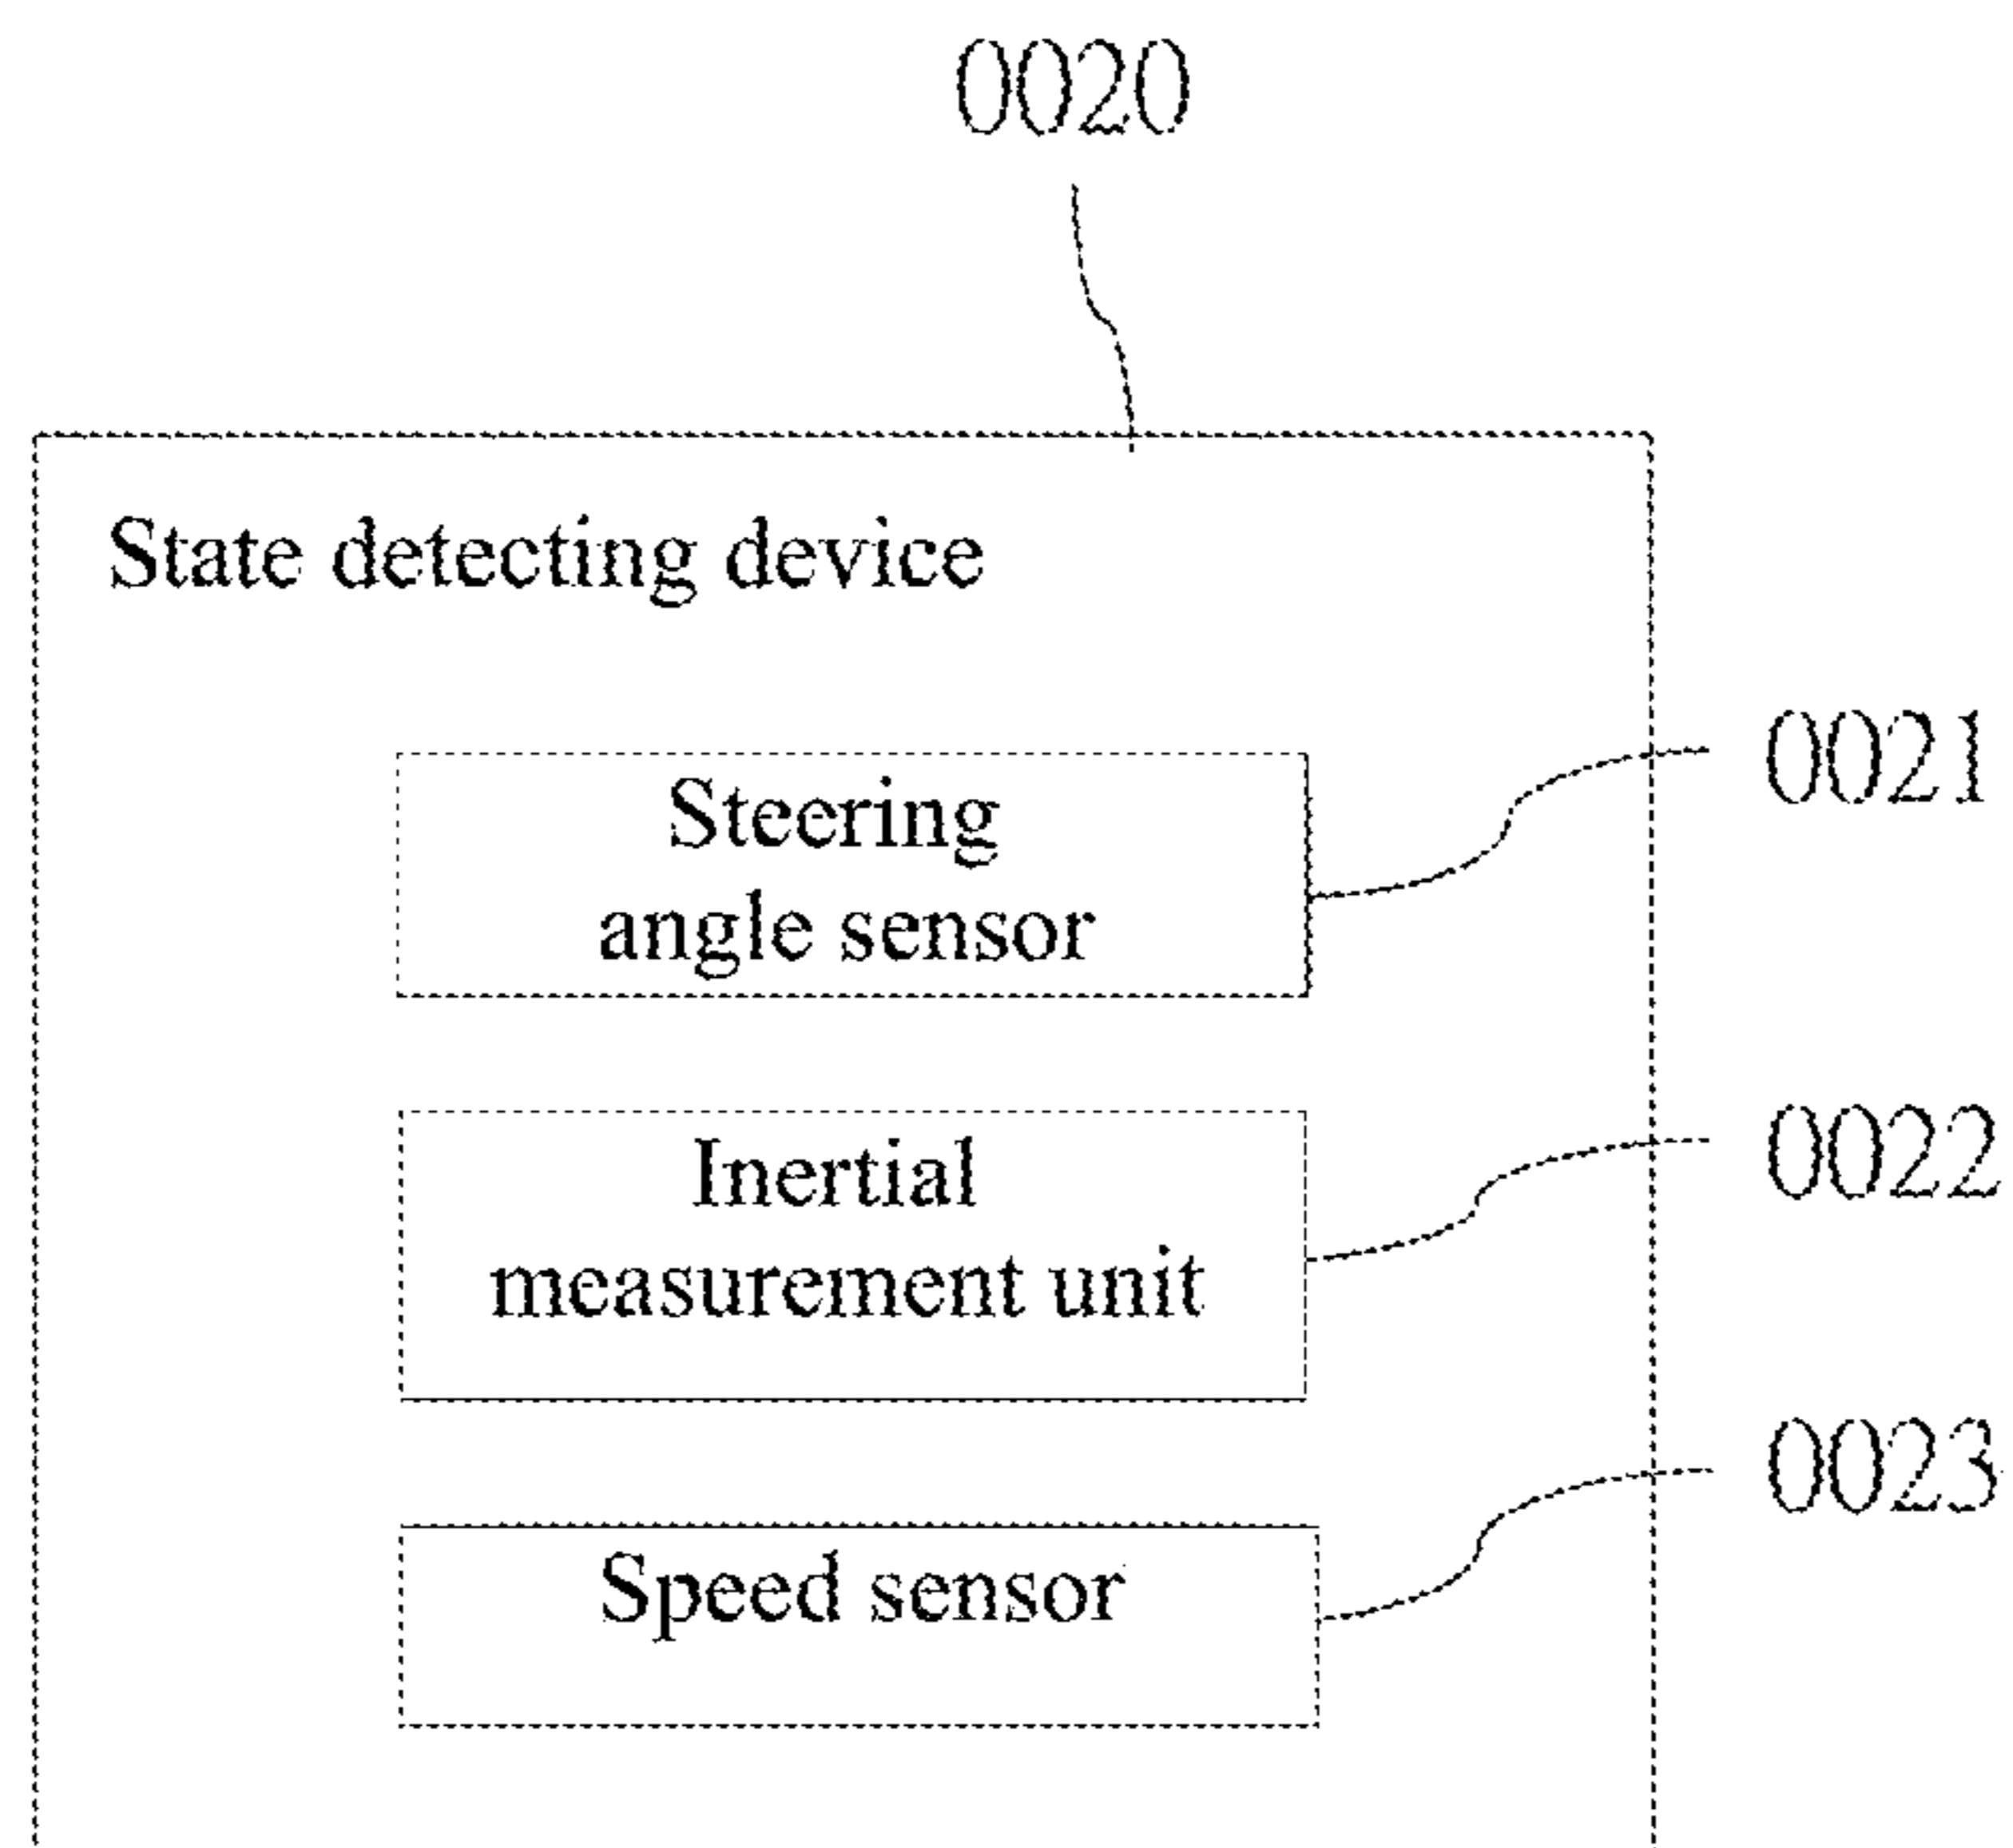 0020
State detecting device
Steering
angle sensor
0021
Inertial
measurement unit
0022
Speed sensor
0023